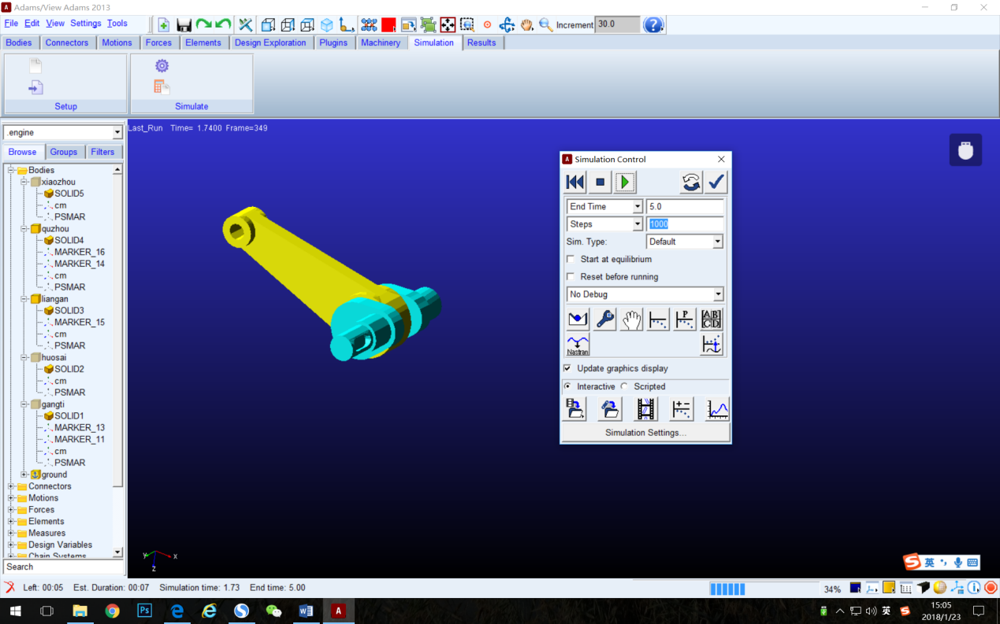 Adams/View Adams 2013
File Edit View Settings Tools
Increment 30.0
Bodies Connectors Motions Forces Elements Design Exploration Plugins Machinery Simulation Results
Setup Simulate
.engine
Browse Groups Filters
Bodies
xiaozhou
SOLID5
cm
PSMAR
quzhou
SOLID4
MARKER_16
MARKER_14
cm
PSMAR
liangan
SOLID3
MARKER_15
cm
PSMAR
huosai
SOLID2
cm
PSMAR
gangti
SOLID1
MARKER_13
MARKER_11
cm
PSMAR
ground
Connectors
Motions
Forces
Elements
Measures
Design Variables
Chain Systems
Search
Last_Run Time= 1.7400 Frame=349
Y X
Z
Simulation Control
End Time 5.0
Steps 1000
Sim. Type: Default
Start at equilibrium
Reset before running
No Debug
P
A B
C D
Nastran
Update graphics display
Interactive Scripted
Simulation Settings...
英
Left: 00:05 Est. Duration: 00:07 Simulation time: 1.73 End time: 5.00
34%
Ps
英
15:05
2018/1/23